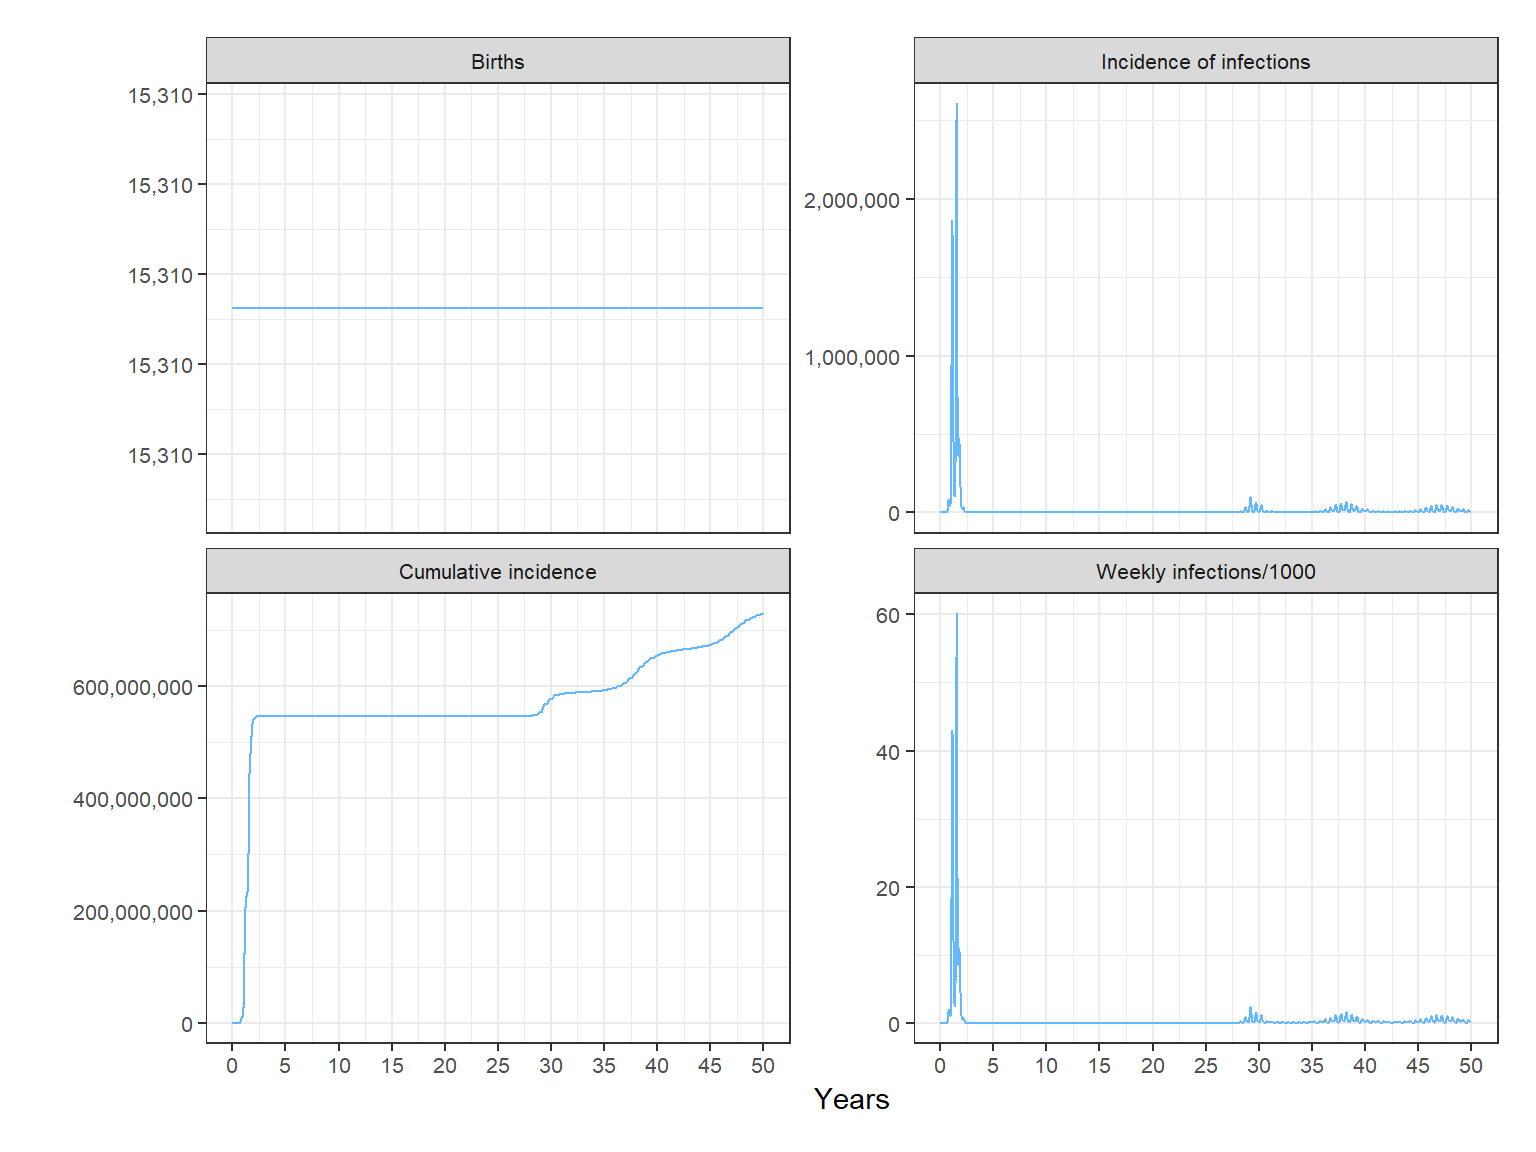 Births
15,310
15,310
15,310
15,310
15,310
Incidence of infections
2,000,000
1,000,000
0
Cumulative incidence
600,000,000
400,000,000
200,000,000
0
0 5 10 15 20 25 30 35 40 45 50
Weekly infections/1000
60
40
20
0
0 5 10 15 20 25 30 35 40 45 50
Years